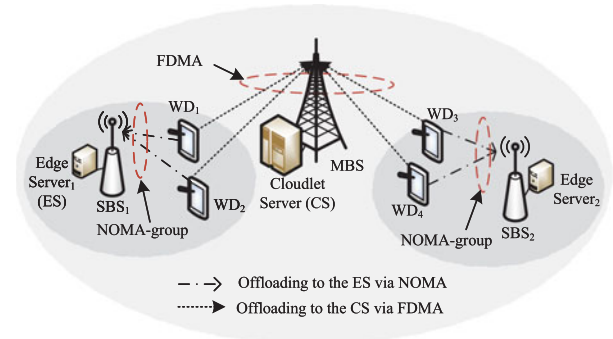 FDMA
WD1
WD3
Edge
Server1
(ES)
SBS1
WD2
Cloudlet
Server (CS)
MBS
WD4
Edge
Server2
SBS2
NOMA-group
NOMA-group
Offloading to the ES via NOMA
Offloading to the CS via FDMA